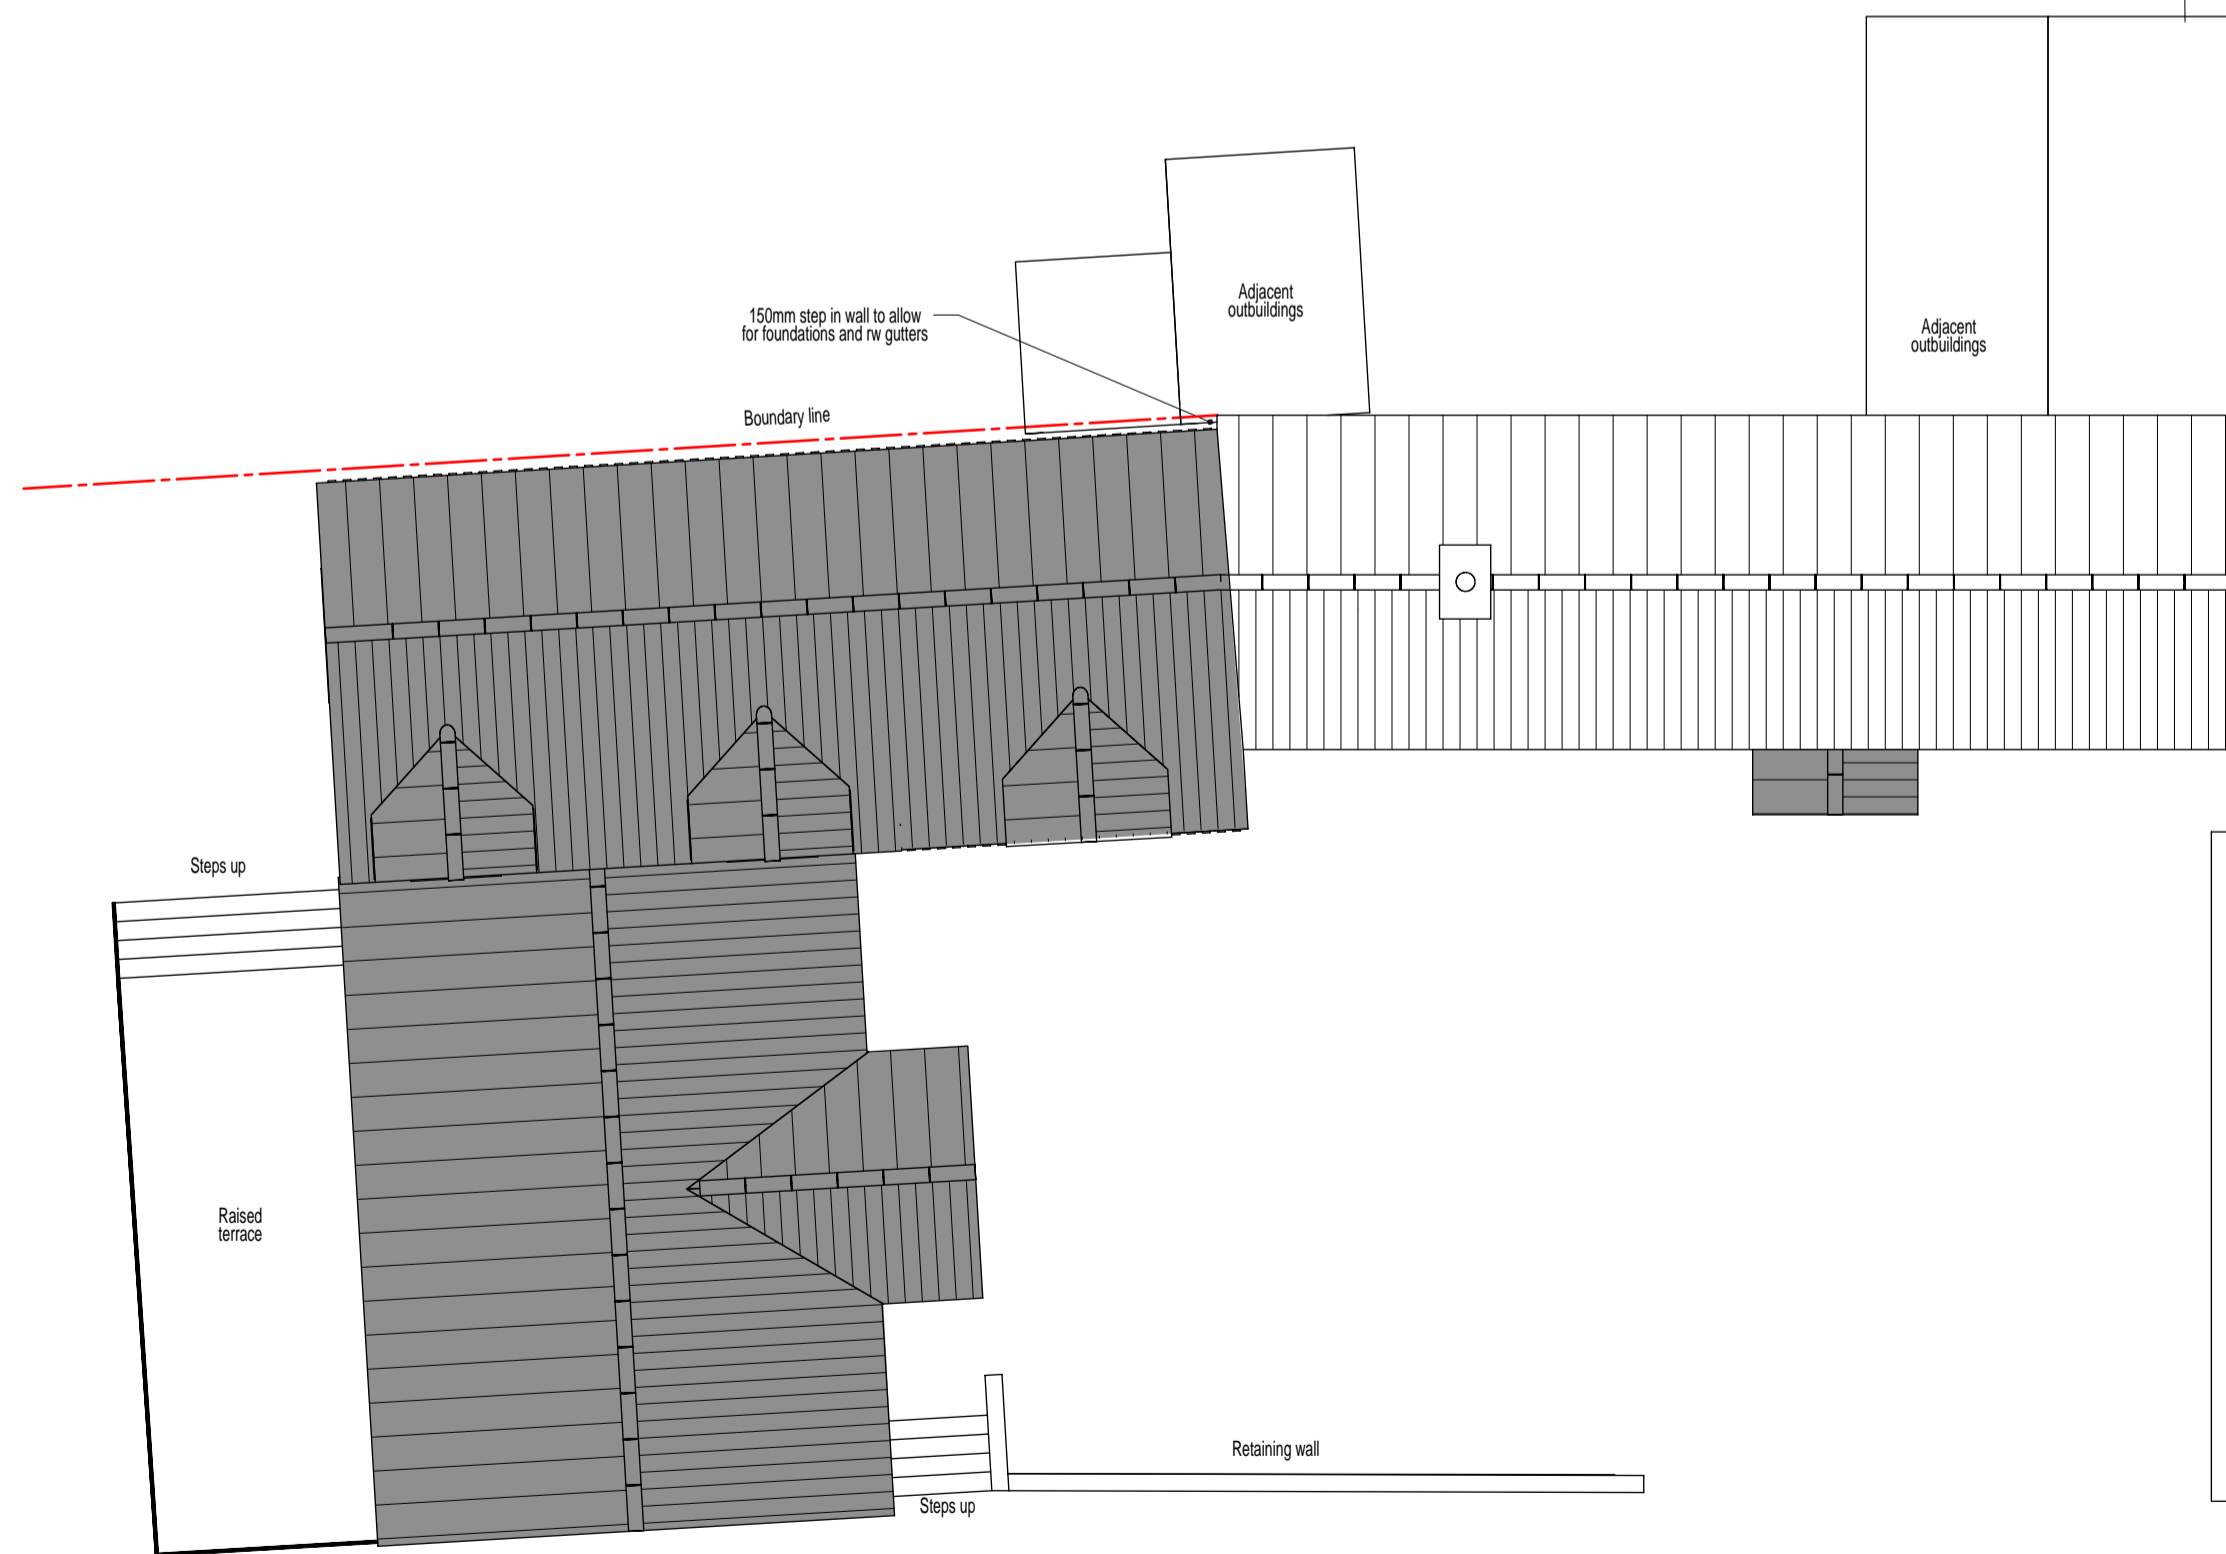 Adjacent
outbuildings
150mm step in wall to allow
for foundations and rw gutters
Adjacent
outbuildings
Boundary line
Steps up
Raised
terrace
Retaining wall
Steps up